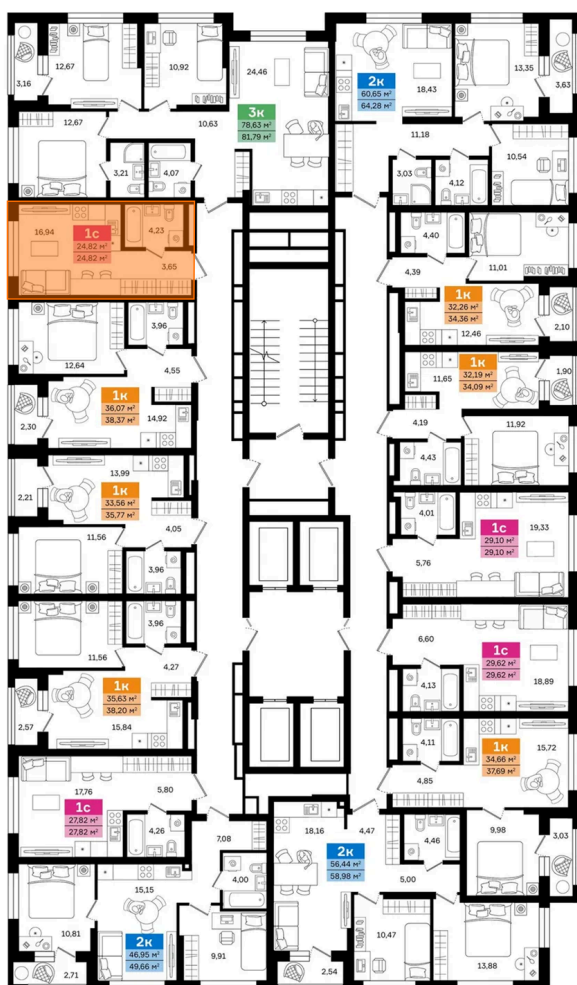 3,16
12,67
10,92
24,46
3к
78,63 м²
81,79 м²
12,67
10,63
3,21
4,07
2к
60,65 м²
64,28 м²
18,43
13,35
3,63
11,18
3,03
4,12
10,54
16,94
1с
24,82 м²
24,82 м²
4,23
3,65
4,40
4,39
11,01
1к
32,26 м²
34,36 м²
12,46
2,10
12,64
3,96
4,55
1к
36,07 м²
38,37 м²
14,92
2,30
11,65
1к
32,19 м²
34,09 м²
1,90
4,19
4,43
11,92
2,21
13,99
1к
33,56 м²
35,77 м²
4,05
11,56
3,96
4,01
1с
29,10 м²
29,10 м²
19,33
5,76
11,56
3,96
4,27
1к
35,63 м²
38,20 м²
2,57
15,84
6,60
1с
29,62 м²
29,62 м²
4,13
18,89
17,76
1с
27,82 м²
27,82 м²
5,80
4,26
4,11
1к
34,66 м²
37,69 м²
15,72
4,85
7,08
4,00
15,15
10,81
2к
46,95 м²
49,66 м²
2,71
9,91
18,16
4,47
2к
56,44 м²
58,98 м²
4,46
5,00
9,98
3,03
2,54
10,47
13,88